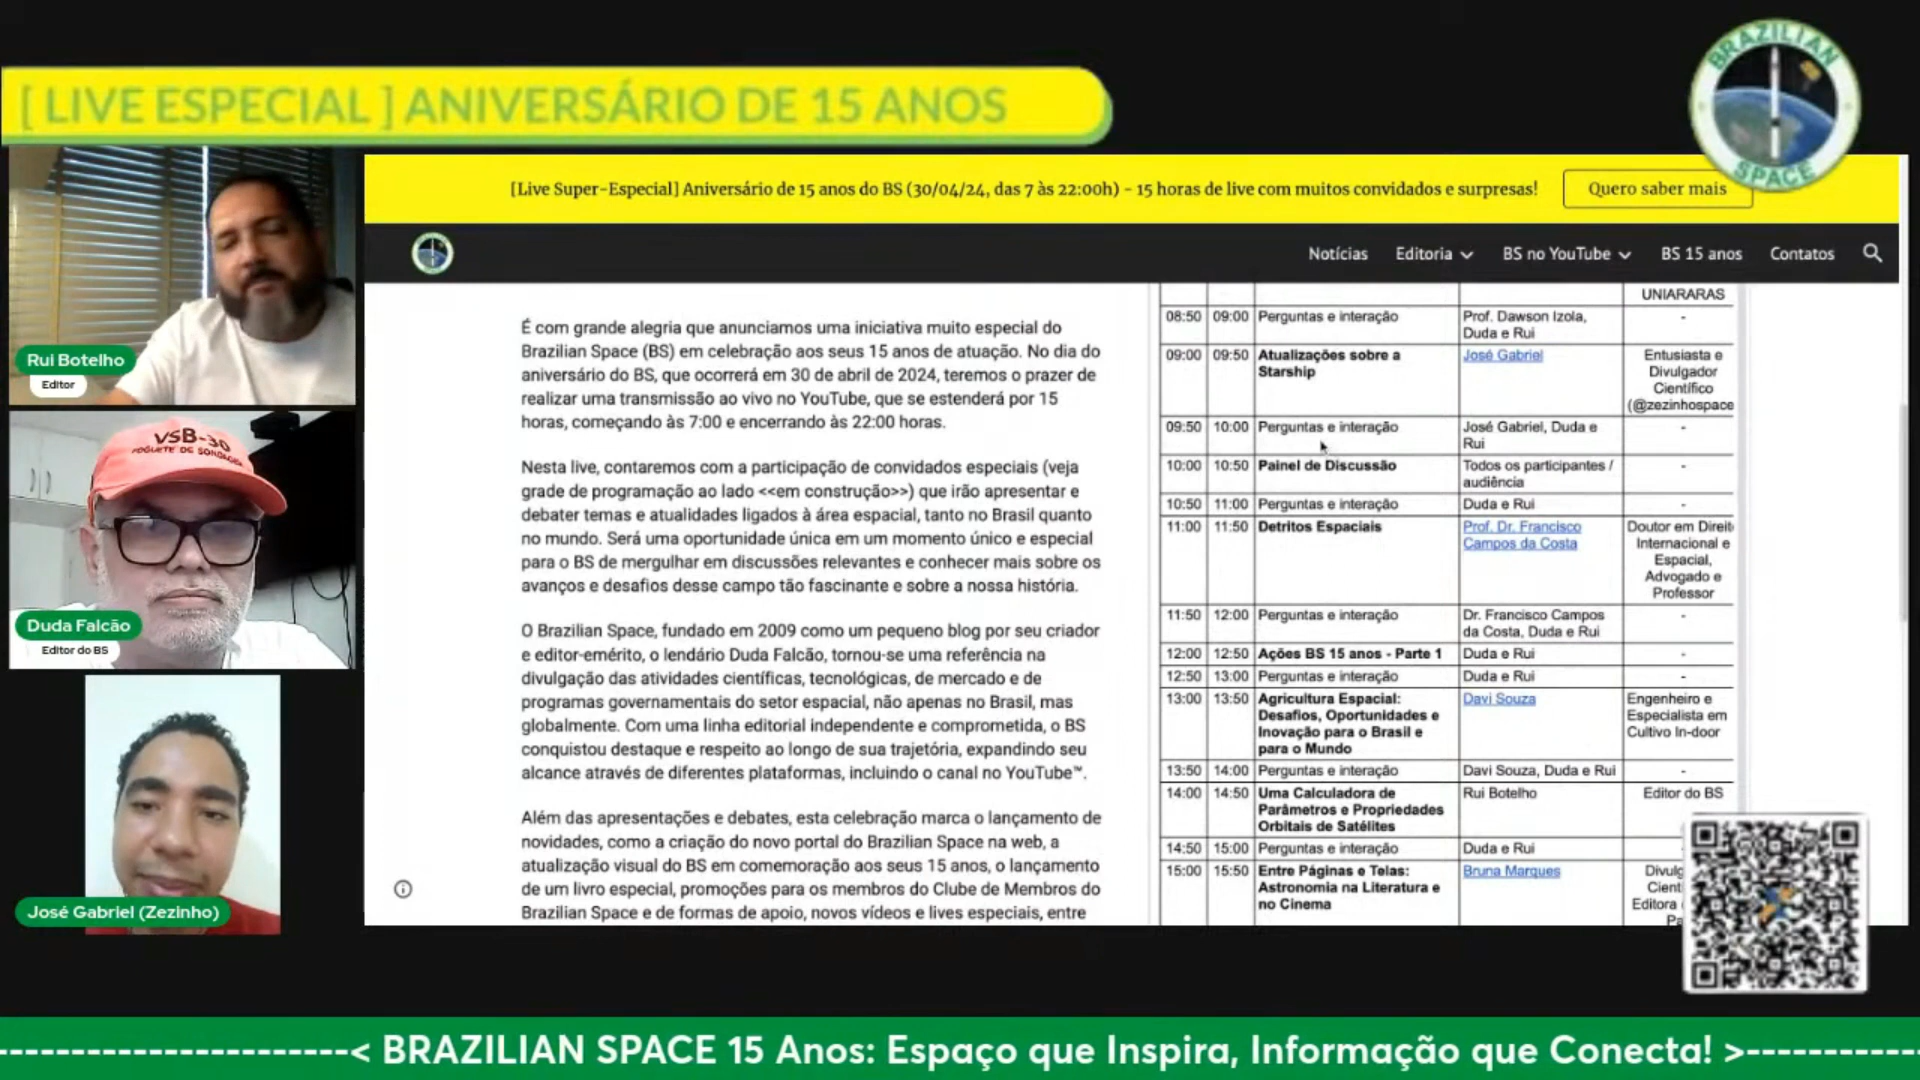 [ LIVE ESPECIAL ] ANIVERSÁRIO DE 15 ANOS
BRAZILIAN
SPACE
[Live Super-Especial] Aniversário de 15 anos do BS (30/04/24, das 7 às 22:00h) - 15 horas de live com muitos convidados e surpresas!
Quero saber mais
Notícias
Editoria
BS no YouTube
BS 15 anos
Contatos
Rui Botelho
Editor
VSB-30
FOGUETE DE SONDAGEM
Duda Falcão
Editor do BS
José Gabriel (Zezinho)
É com grande alegria que anunciamos uma iniciativa muito especial do
Brazilian Space (BS) em celebração aos seus 15 anos de atuação. No dia do
aniversário do BS, que ocorrerá em 30 de abril de 2024, teremos o prazer de
realizar uma transmissão ao vivo no YouTube, que se estenderá por 15
horas, começando às 7:00 e encerrando às 22:00 horas.
Nesta live, contaremos com a participação de convidados especiais (veja
grade de programação ao lado <<em construção>>) que irão apresentar e
debater temas e atualidades ligados à área espacial, tanto no Brasil quanto
no mundo. Será uma oportunidade única em um momento único e especial
para o BS de mergulhar em discussões relevantes e conhecer mais sobre os
avanços e desafios desse campo tão fascinante e sobre a nossa história.
O Brazilian Space, fundado em 2009 como um pequeno blog por seu criador
e editor-emérito, o lendário Duda Falcão, tornou-se uma referência na
divulgação das atividades científicas, tecnológicas, de mercado e de
programas governamentais do setor espacial, não apenas no Brasil, mas
globalmente. Com uma linha editorial independente e comprometida, o BS
conquistou destaque e respeito ao longo de sua trajetória, expandindo seu
alcance através de diferentes plataformas, incluindo o canal no YouTube™.
Além das apresentações e debates, esta celebração marca o lançamento de
novidades, como a criação do novo portal do Brazilian Space na web, a
atualização visual do BS em comemoração aos seus 15 anos, o lançamento
de um livro especial, promoções para os membros do Clube de Membros do
Brazilian Space e de formas de apoio, novos vídeos e lives especiais, entre
UNIARARAS
08:50 09:00 Perguntas e interação Prof. Dawson Izola, -
Duda e Rui
09:00 09:50 Atualizações sobre a José Gabriel Entusiasta e
Starship Divulgador
Científico
(@zezinhospace
09:50 10:00 Perguntas e interação José Gabriel, Duda e -
Rui
10:00 10:50 Painel de Discussão Todos os participantes / -
audiência
10:50 11:00 Perguntas e interação Duda e Rui -
11:00 11:50 Detritos Espaciais Prof. Dr. Francisco Doutor em Direit
Campos da Costa Internacional e
Espacial,
Advogado e
Professor
11:50 12:00 Perguntas e interação Dr. Francisco Campos -
da Costa, Duda e Rui
12:00 12:50 Ações BS 15 anos - Parte 1 Duda e Rui -
12:50 13:00 Perguntas e interação Duda e Rui -
13:00 13:50 Agricultura Espacial: Davi Souza Engenheiro e
Desafios, Oportunidades e Especialista em
Inovação para o Brasil e Cultivo In-door
para o Mundo
13:50 14:00 Perguntas e interação Davi Souza, Duda e Rui -
14:00 14:50 Uma Calculadora de Rui Botelho Editor do BS
Parâmetros e Propriedades
Orbitais de Satélites
14:50 15:00 Perguntas e interação Duda e Rui -
15:00 15:50 Entre Páginas e Telas: Bruna Marques Divulg
Astronomia na Literatura e Cient
no Cinema Editora
Pa
----------------------< BRAZILIAN SPACE 15 Anos: Espaço que Inspira, Informação que Conecta! >-----------